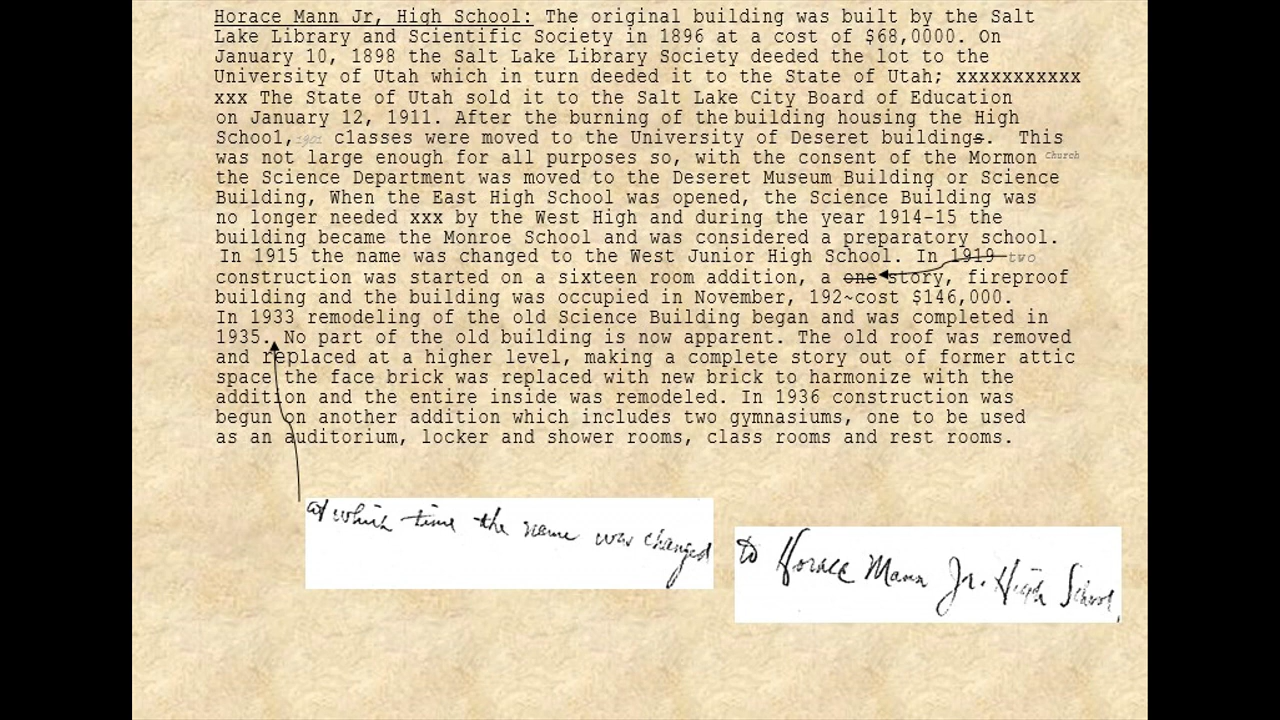 Horace Mann Jr, High School: The original building was built by the Salt
Lake Library and Scientific Society in 1896 at a cost of $68,0000. On
January 10, 1898 the Salt Lake Library Society deeded the lot to the
University of Utah which in turn deeded it to the State of Utah; xxxxxxxxxxx
xxx The State of Utah sold it to the Salt Lake City Board of Education
on January 12, 1911. After the burning of the building housing the High
School, 1901 classes were moved to the University of Deseret buildings. This
was not large enough for all purposes so, with the consent of the Mormon Church
the Science Department was moved to the Deseret Museum Building or Science
Building, When the East High School was opened, the Science Building was
no longer needed xxx by the West High and during the year 1914-15 the
building became the Monroe School and was considered a preparatory school.
In 1915 the name was changed to the West Junior High School. In 1919 two
construction was started on a sixteen room addition, a one story, fireproof
building and the building was occupied in November, 192~cost $146,000.
In 1933 remodeling of the old Science Building began and was completed in
1935. No part of the old building is now apparent. The old roof was removed
and replaced at a higher level, making a complete story out of former attic
space the face brick was replaced with new brick to harmonize with the
addition and the entire inside was remodeled. In 1936 construction was
begun on another addition which includes two gymnasiums, one to be used
as an auditorium, locker and shower rooms, class rooms and rest rooms.
at which time the name was changed
to Horace Mann Jr. High School.